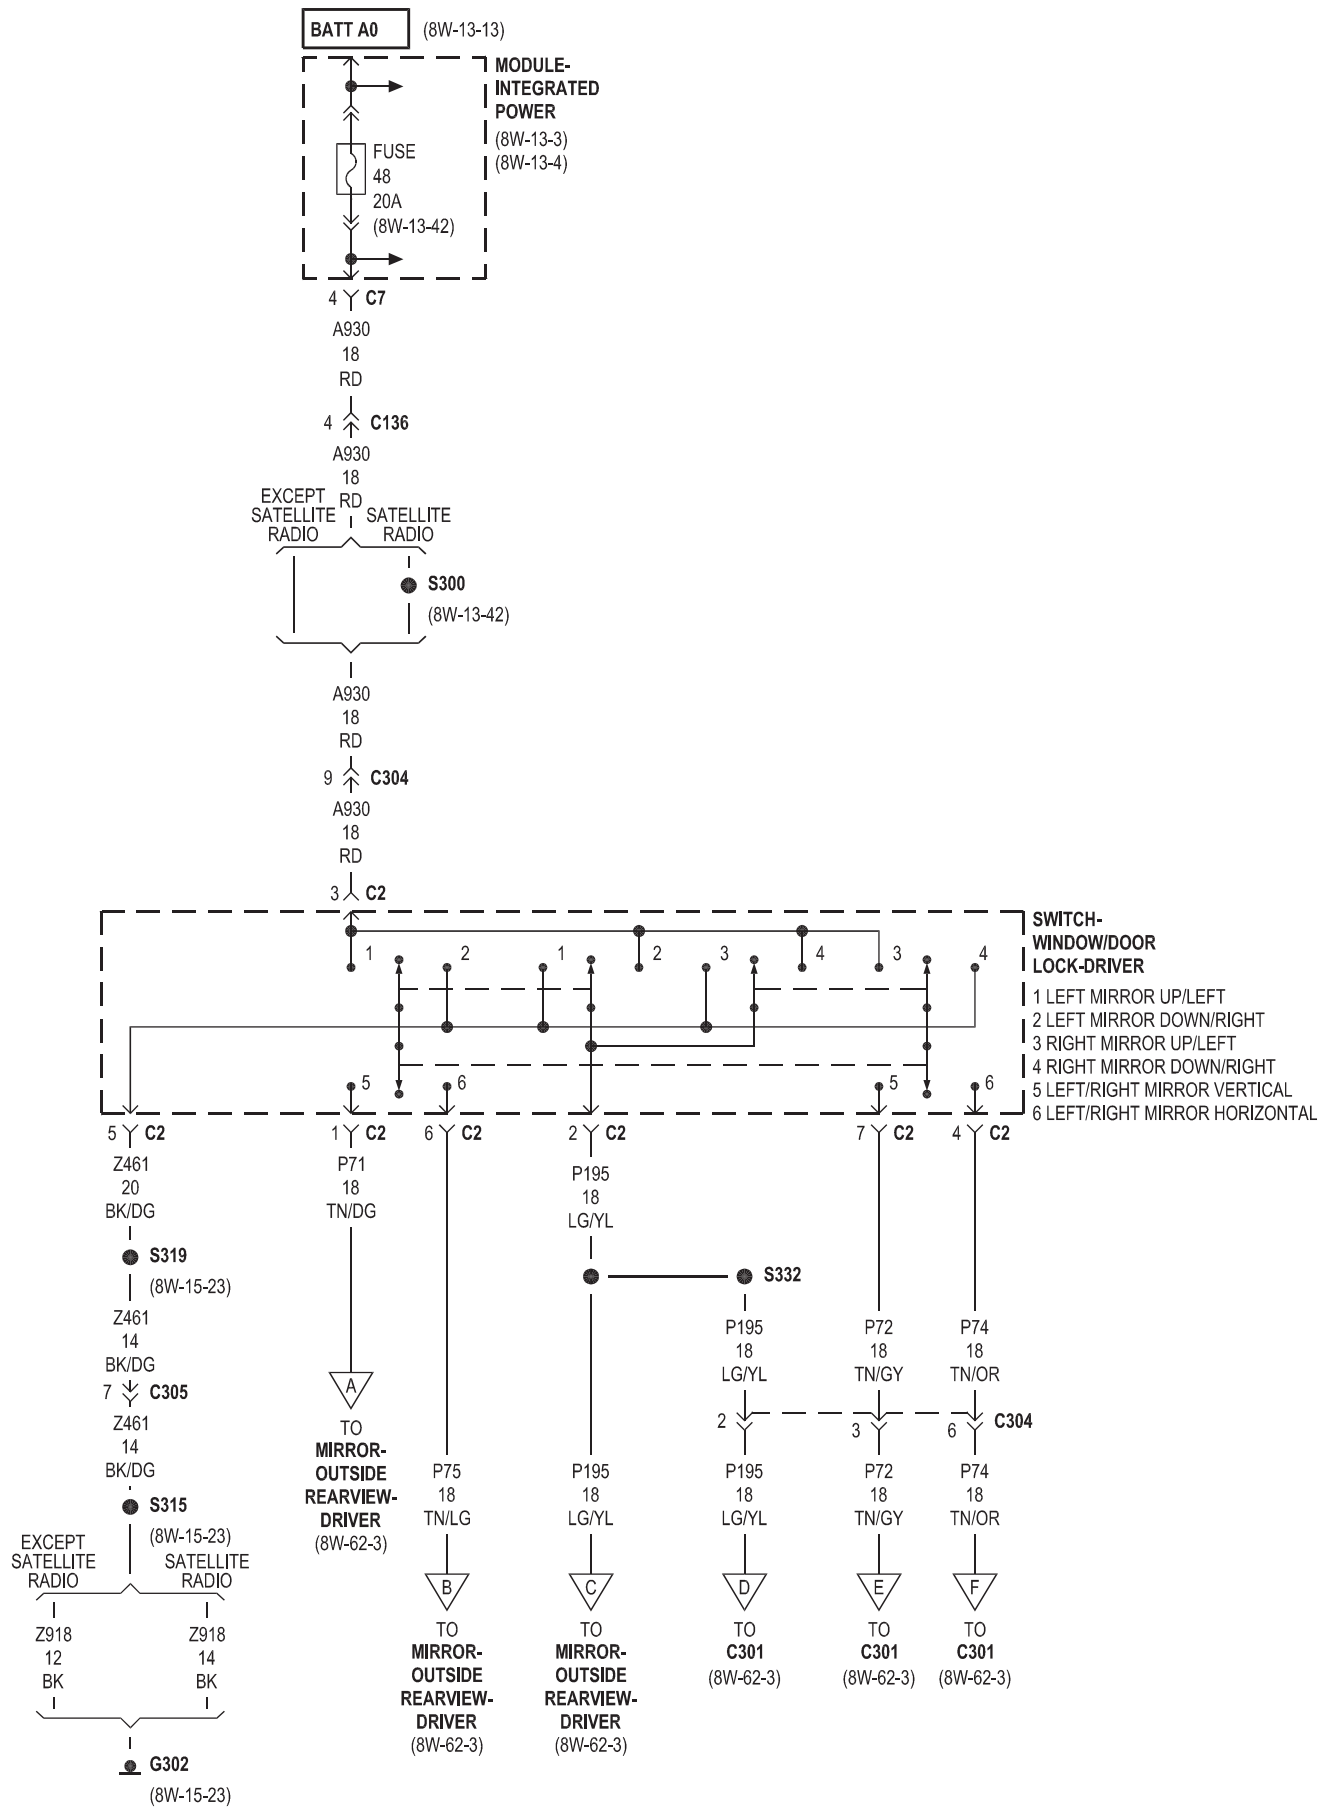 BATT A0 (8W-13-13)
MODULE-
INTEGRATED
POWER
(8W-13-3)
(8W-13-4)
FUSE
48
20A
(8W-13-42)
4 C7
A930
18
RD
4 C136
A930
18
RD
EXCEPT
SATELLITE
RADIO
SATELLITE
RADIO
S300
(8W-13-42)
A930
18
RD
9 C304
A930
18
RD
3 C2
SWITCH-
WINDOW/DOOR
LOCK-DRIVER
1 LEFT MIRROR UP/LEFT
2 LEFT MIRROR DOWN/RIGHT
3 RIGHT MIRROR UP/LEFT
4 RIGHT MIRROR DOWN/RIGHT
5 LEFT/RIGHT MIRROR VERTICAL
6 LEFT/RIGHT MIRROR HORIZONTAL
1 2 1 2 3 4 3 4
5 6 5 6
5 C2 1 C2 6 C2 2 C2 7 C2 4 C2
Z461
20
BK/DG
P71
18
TN/DG
P195
18
LG/YL
S319
(8W-15-23)
S332
Z461
14
BK/DG
P195
18
LG/YL
P72
18
TN/GY
P74
18
TN/OR
7 C305
A
TO
MIRROR-
OUTSIDE
REARVIEW-
DRIVER
(8W-62-3)
2 3 6 C304
Z461
14
BK/DG
P75
18
TN/LG
P195
18
LG/YL
P195
18
LG/YL
P72
18
TN/GY
P74
18
TN/OR
S315
(8W-15-23)
EXCEPT
SATELLITE
RADIO
SATELLITE
RADIO
B
TO
MIRROR-
OUTSIDE
REARVIEW-
DRIVER
(8W-62-3)
C
TO
MIRROR-
OUTSIDE
REARVIEW-
DRIVER
(8W-62-3)
D
TO
C301
(8W-62-3)
E
TO
C301
(8W-62-3)
F
TO
C301
(8W-62-3)
Z918
12
BK
Z918
14
BK
G302
(8W-15-23)